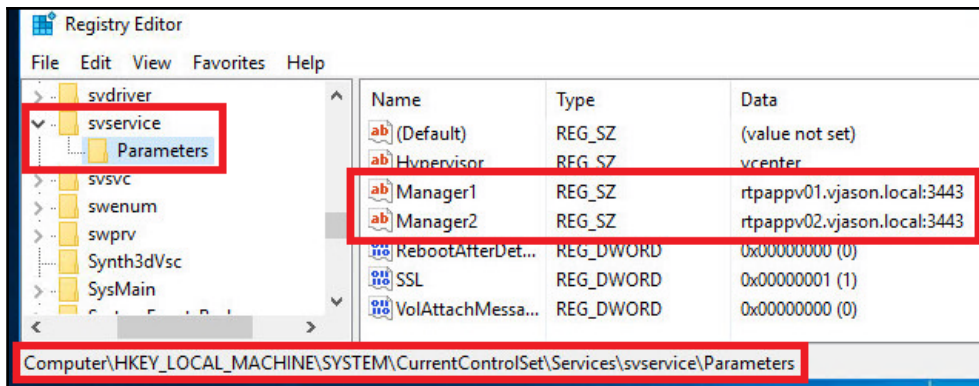 Registry Editor
File Edit View Favorites Help
svdriver
svservice
Parameters
svsvc
swenum
swprv
Synth3dVsc
SysMain
Name Type Data
(Default) REG_SZ (value not set)
Hypervisor REG_SZ vcenter
Manager1 REG_SZ rtpappv01.vjason.local:3443
Manager2 REG_SZ rtpappv02.vjason.local:3443
RebootAfterDet... REG_DWORD 0x00000000 (0)
SSL REG_DWORD 0x00000001 (1)
VolAttachMessa... REG_DWORD 0x00000000 (0)
Computer\HKEY_LOCAL_MACHINE\SYSTEM\CurrentControlSet\Services\svservice\Parameters